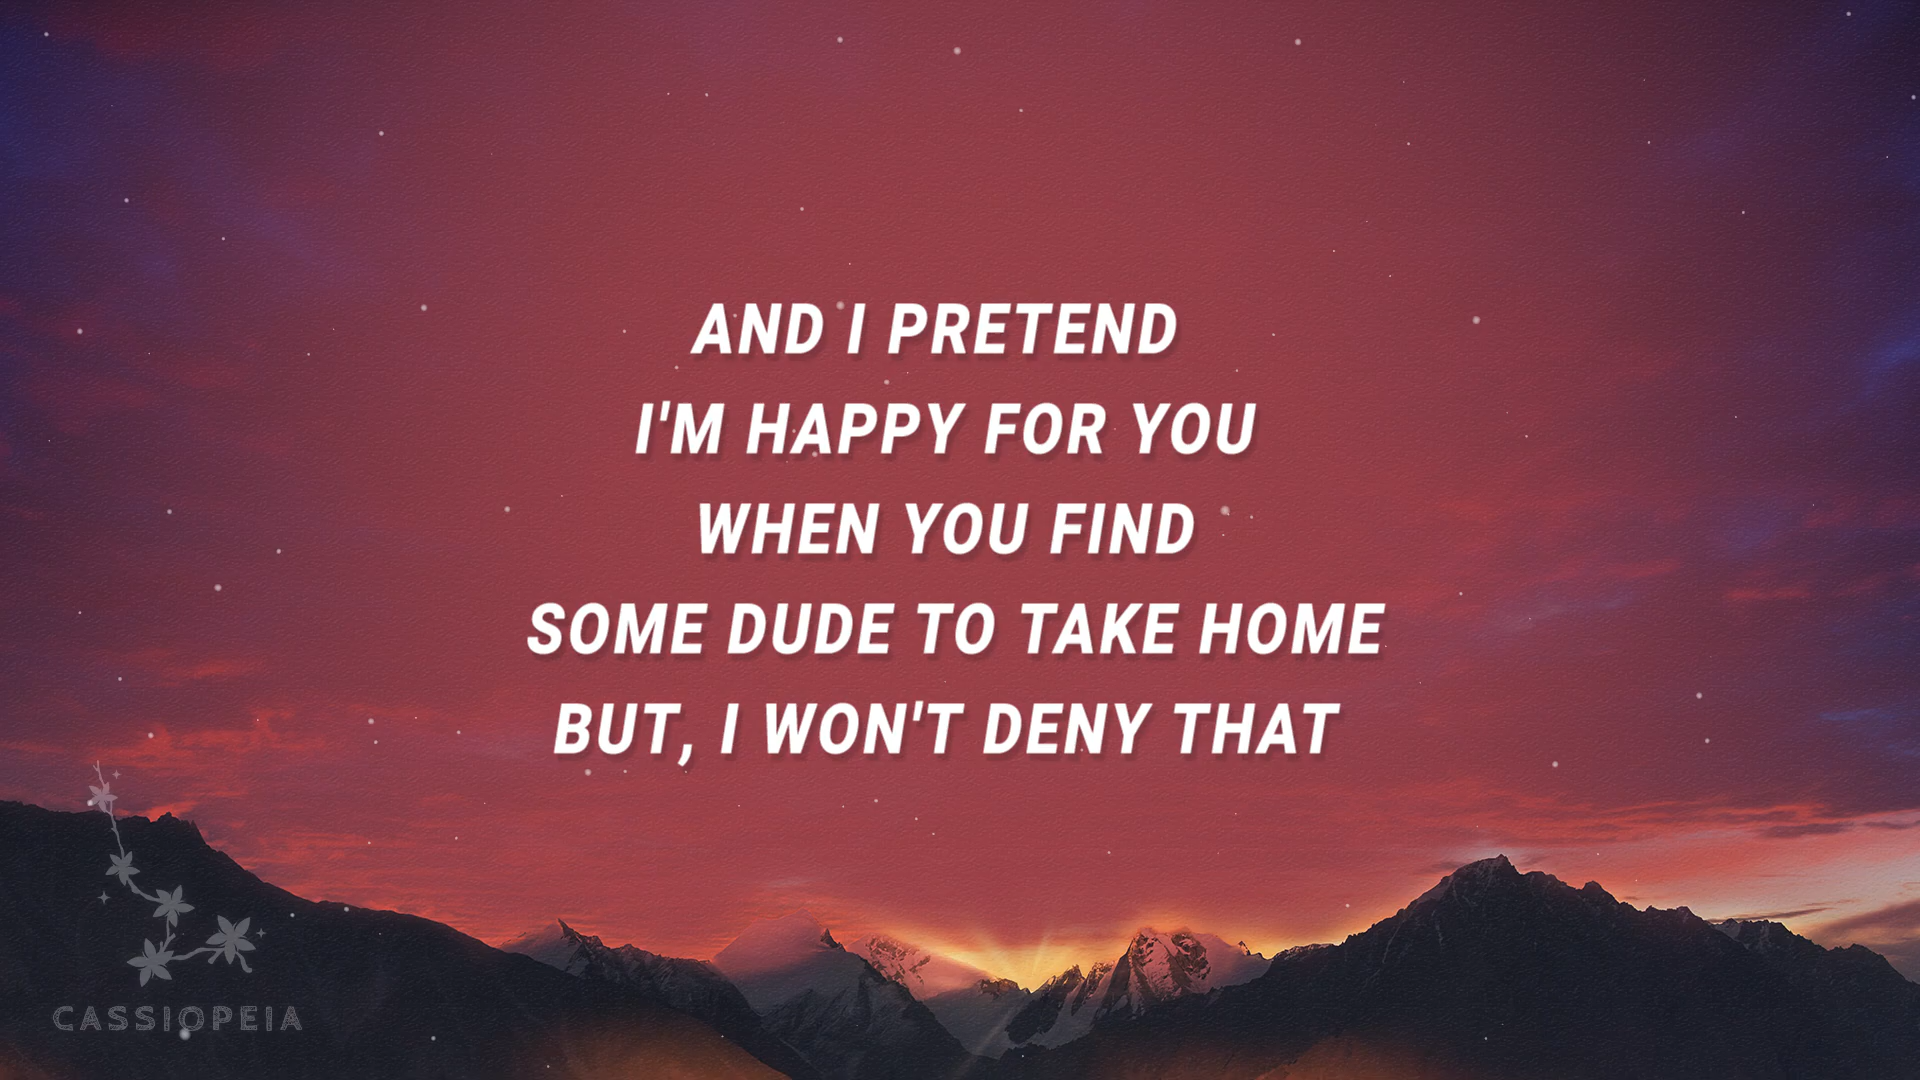 AND I PRETEND
I'M HAPPY FOR YOU
WHEN YOU FIND
SOME DUDE TO TAKE HOME
BUT, I WON'T DENY THAT
CASSIOPEIA